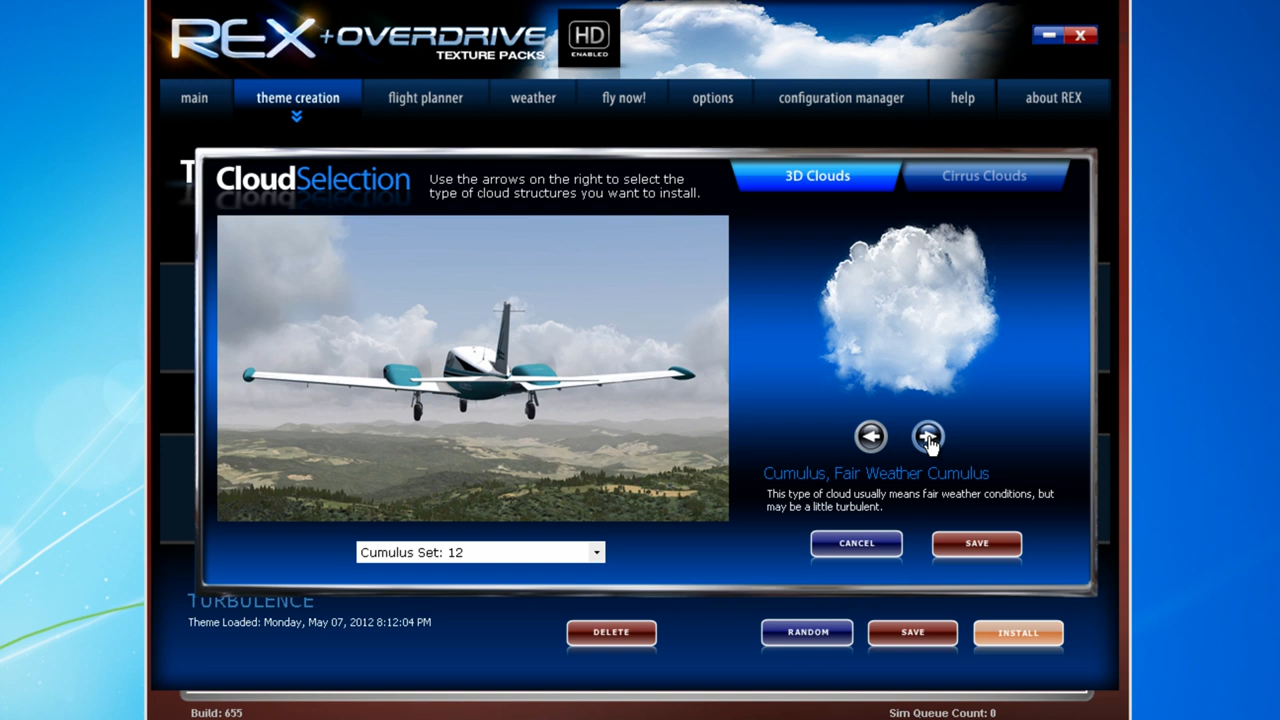 REX+OVERDRIVE
TEXTURE PACKS
HD
ENABLED
X
main
theme creation
flight planner
weather
fly now!
options
configuration manager
help
about REX
T
CloudSelection
Use the arrows on the right to select the
type of cloud structures you want to install.
3D Clouds
Cirrus Clouds
Cumulus, Fair Weather Cumulus
This type of cloud usually means fair weather conditions, but
may be a little turbulent.
Cumulus Set: 12
CANCEL
SAVE
TURBULENCE
Theme Loaded: Monday, May 07, 2012 8:12:04 PM
DELETE
RANDOM
SAVE
INSTALL
Build: 655
Sim Queue Count: 0